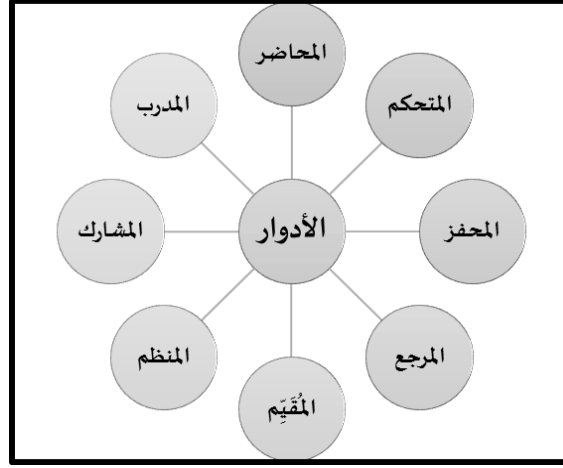 المحاضر
المتحكم
المحفز
المرجع
المُقَيِّم
المنظم
المشارك
المدرب
الأدوار